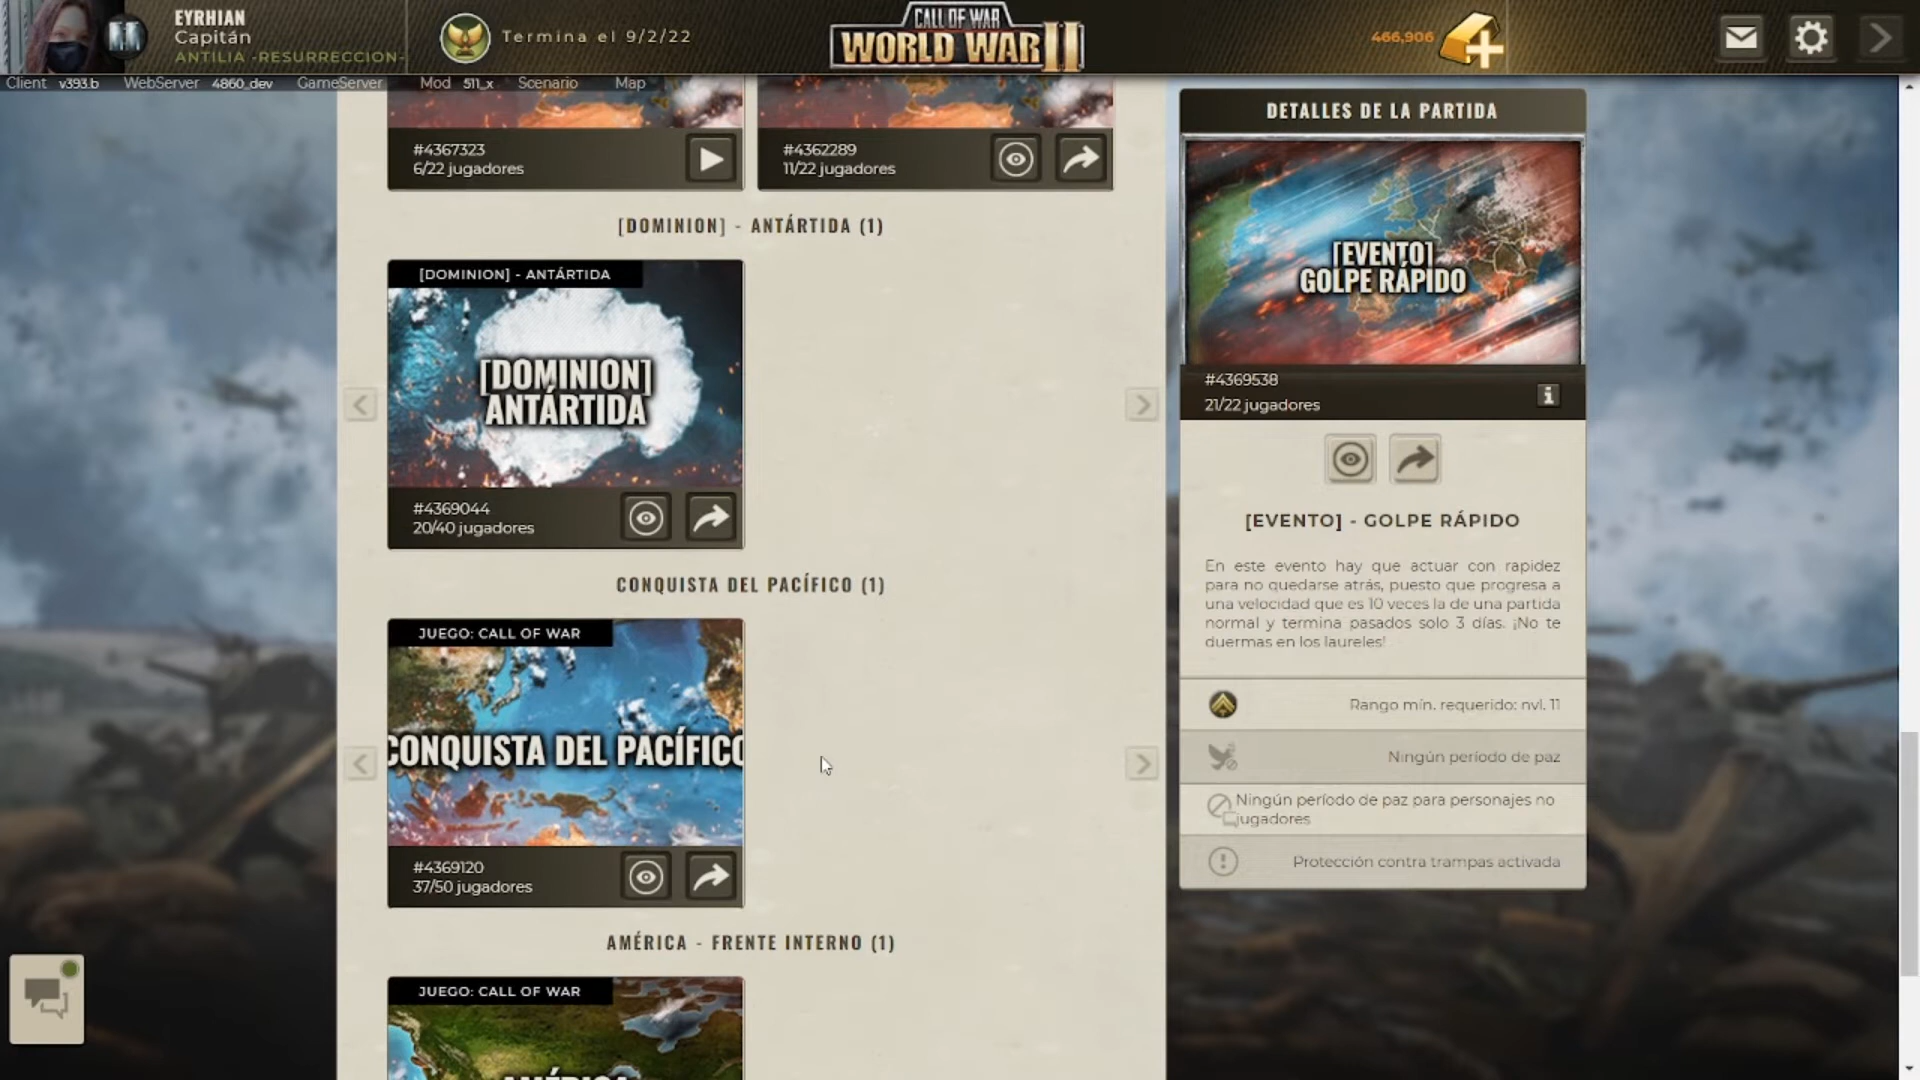 EYRHIAN
Capitán
ANTILIA -RESURRECCION-
Termina el 9/2/22
CALL OF WAR
WORLD WAR II
466,906
Client v393.b WebServer 4860_dev GameServer Mod 511_x Scenario Map
#4367323
6/22 jugadores
#4362289
11/22 jugadores
[DOMINION] - ANTÁRTIDA (1)
[DOMINION] - ANTÁRTIDA
[DOMINION]
ANTÁRTIDA
#4369044
20/40 jugadores
CONQUISTA DEL PACÍFICO (1)
JUEGO: CALL OF WAR
CONQUISTA DEL PACÍFICO
#4369120
37/50 jugadores
AMÉRICA - FRENTE INTERNO (1)
JUEGO: CALL OF WAR
AMÉRICA
DETALLES DE LA PARTIDA
[EVENTO]
GOLPE RÁPIDO
#4369538
21/22 jugadores
[EVENTO] - GOLPE RÁPIDO
En este evento hay que actuar con rapidez
para no quedarse atrás, puesto que progresa a
una velocidad que es 10 veces la de una partida
normal y termina pasados solo 3 días. ¡No te
duermas en los laureles!
Rango mín. requerido: nvl. 11
Ningún período de paz
Ningún período de paz para personajes no
jugadores
Protección contra trampas activada